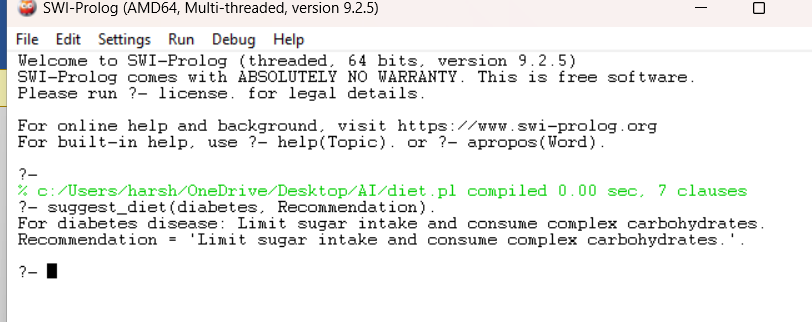 SWI-Prolog (AMD64, Multi-threaded, version 9.2.5)
File Edit Settings Run Debug Help
Welcome to SWI-Prolog (threaded, 64 bits, version 9.2.5)
SWI-Prolog comes with ABSOLUTELY NO WARRANTY. This is free software.
Please run ?- license. for legal details.
For online help and background, visit https://www.swi-prolog.org
For built-in help, use ?- help(Topic). or ?- apropos(Word).
?-
% c:/Users/harsh/OneDrive/Desktop/AI/diet.pl compiled 0.00 sec, 7 clauses
?- suggest_diet(diabetes, Recommendation).
For diabetes disease: Limit sugar intake and consume complex carbohydrates.
Recommendation = 'Limit sugar intake and consume complex carbohydrates.'.
?-